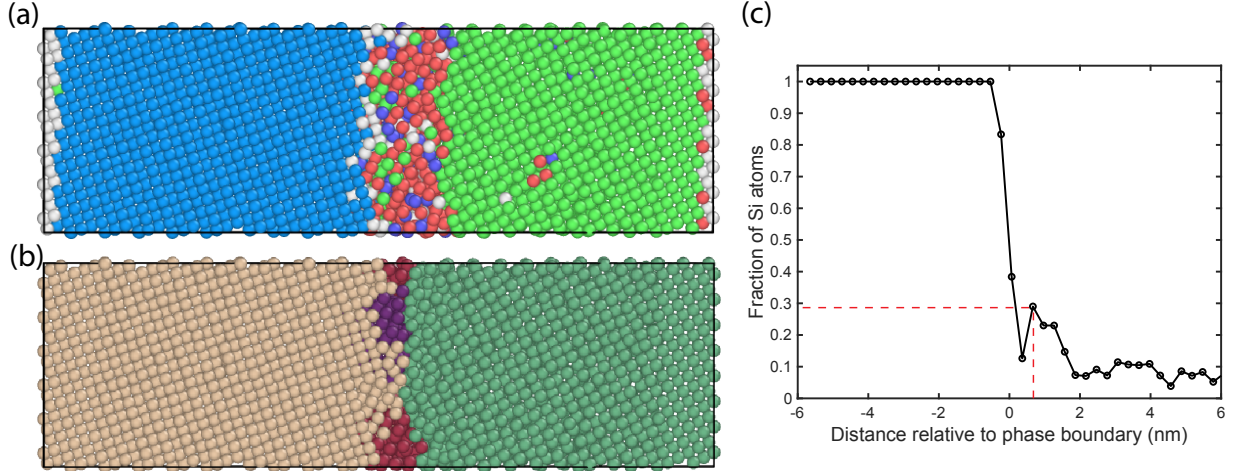 (a)
(b)
(c)
Fraction of Si atoms
1
0.9
0.8
0.7
0.6
0.5
0.4
0.3
0.2
0.1
0
-6 -4 -2 0 2 4 6
Distance relative to phase boundary (nm)